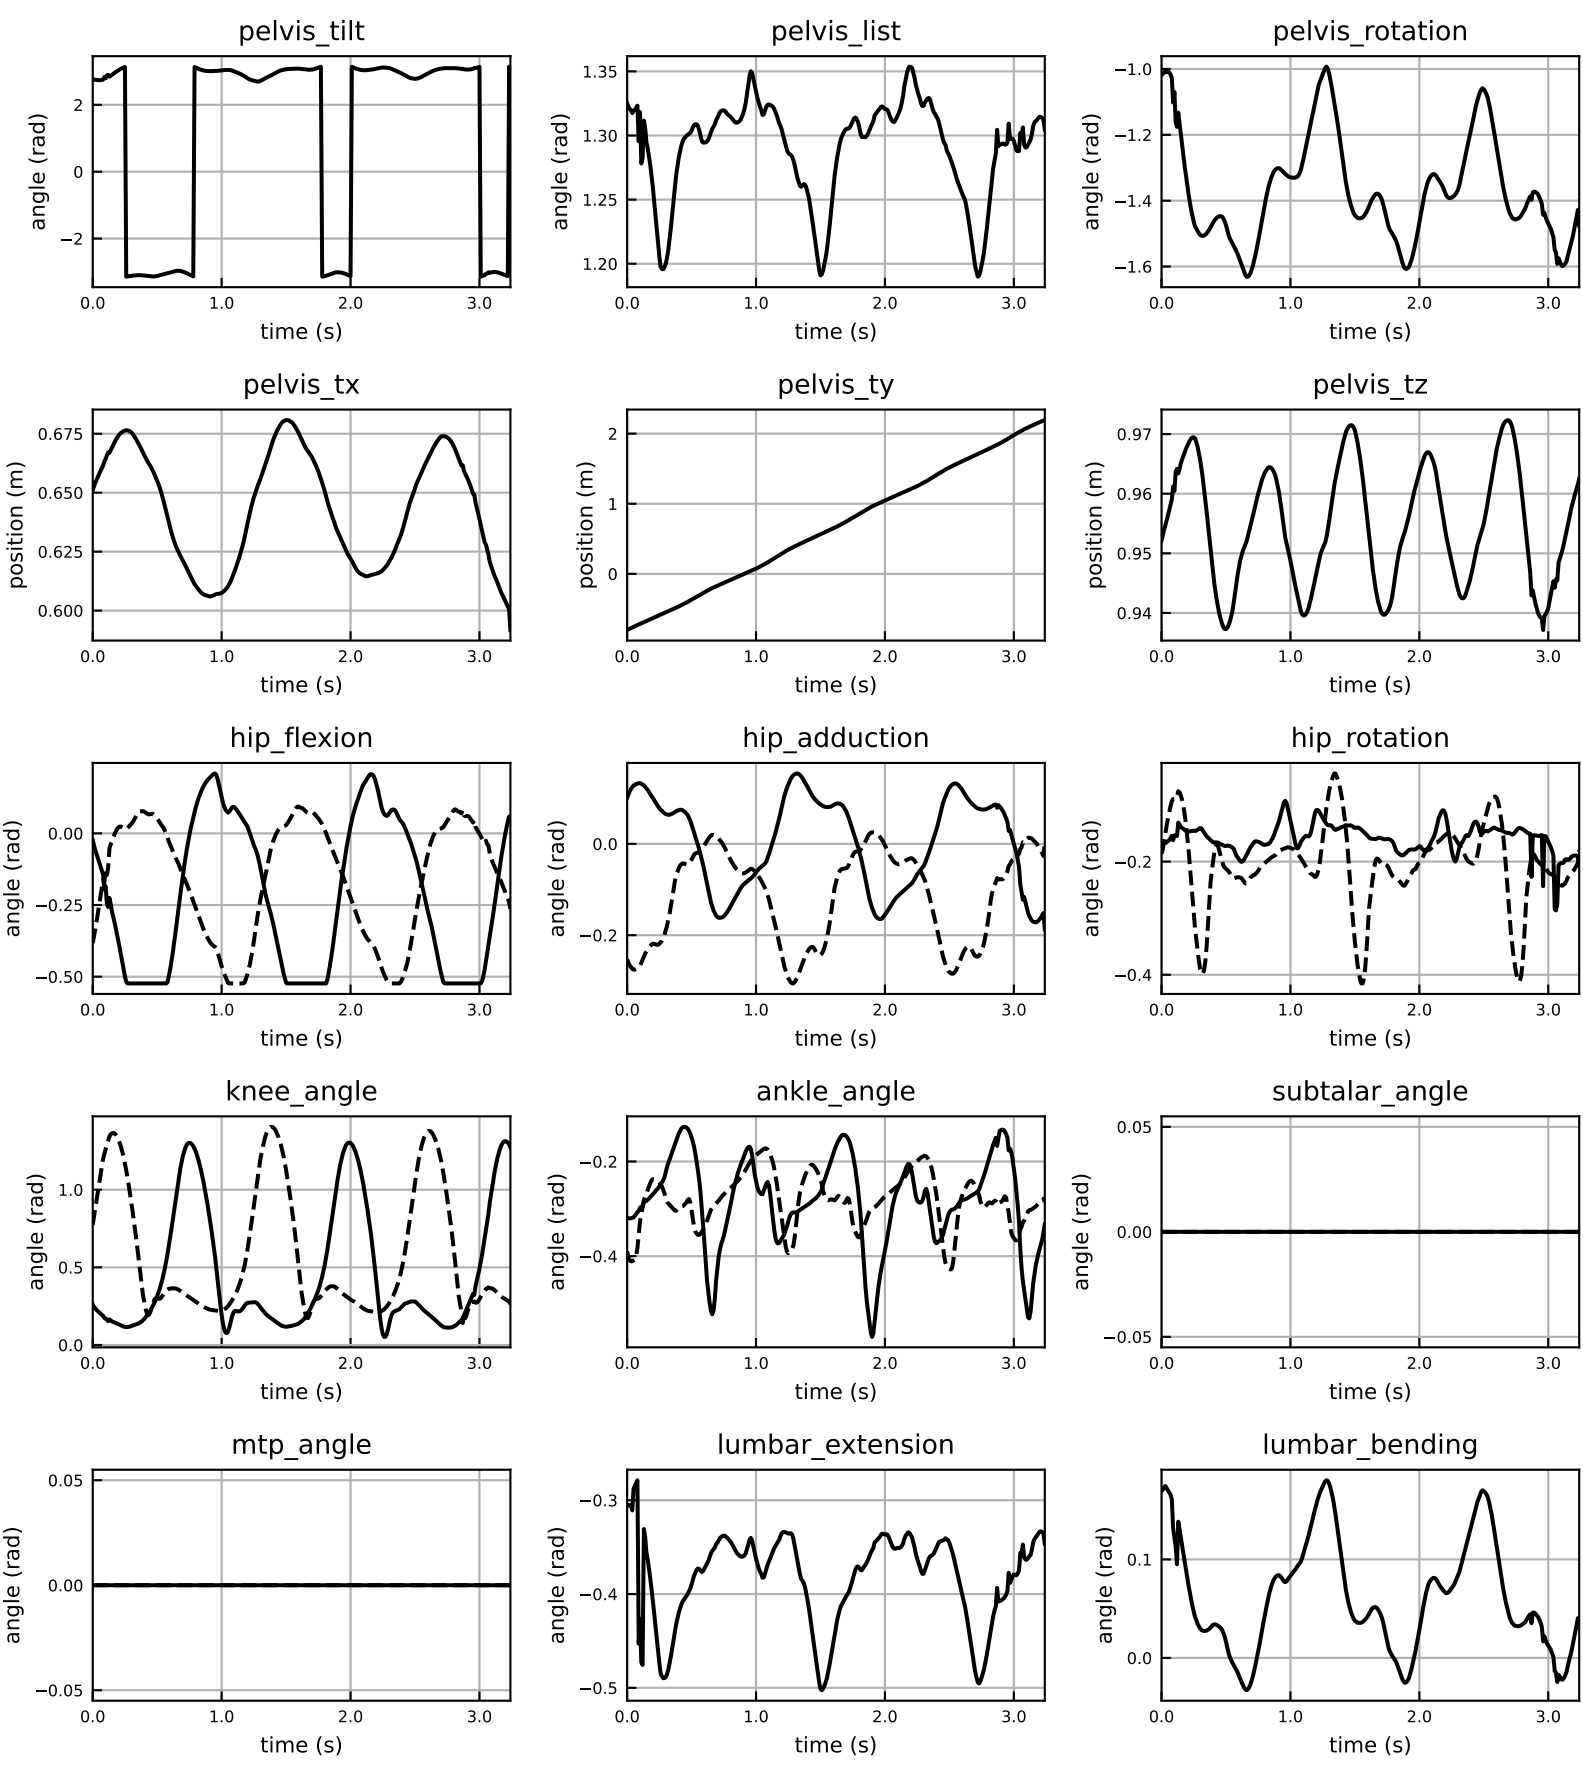 pelvis_tilt
angle (rad)
2
0
−2
0.0 1.0 2.0 3.0
time (s)
pelvis_list
angle (rad)
1.35
1.30
1.25
1.20
0.0 1.0 2.0 3.0
time (s)
pelvis_rotation
angle (rad)
−1.0
−1.2
−1.4
−1.6
0.0 1.0 2.0 3.0
time (s)
pelvis_tx
position (m)
0.675
0.650
0.625
0.600
0.0 1.0 2.0 3.0
time (s)
pelvis_ty
position (m)
2
1
0
0.0 1.0 2.0 3.0
time (s)
pelvis_tz
position (m)
0.97
0.96
0.95
0.94
0.0 1.0 2.0 3.0
time (s)
hip_flexion
angle (rad)
0.00
−0.25
−0.50
0.0 1.0 2.0 3.0
time (s)
hip_adduction
angle (rad)
0.0
−0.2
0.0 1.0 2.0 3.0
time (s)
hip_rotation
angle (rad)
−0.2
−0.4
0.0 1.0 2.0 3.0
time (s)
knee_angle
angle (rad)
1.0
0.5
0.0
0.0 1.0 2.0 3.0
time (s)
ankle_angle
angle (rad)
−0.2
−0.4
0.0 1.0 2.0 3.0
time (s)
subtalar_angle
angle (rad)
0.05
0.00
−0.05
0.0 1.0 2.0 3.0
time (s)
mtp_angle
angle (rad)
0.05
0.00
−0.05
0.0 1.0 2.0 3.0
time (s)
lumbar_extension
angle (rad)
−0.3
−0.4
−0.5
0.0 1.0 2.0 3.0
time (s)
lumbar_bending
angle (rad)
0.1
0.0
0.0 1.0 2.0 3.0
time (s)